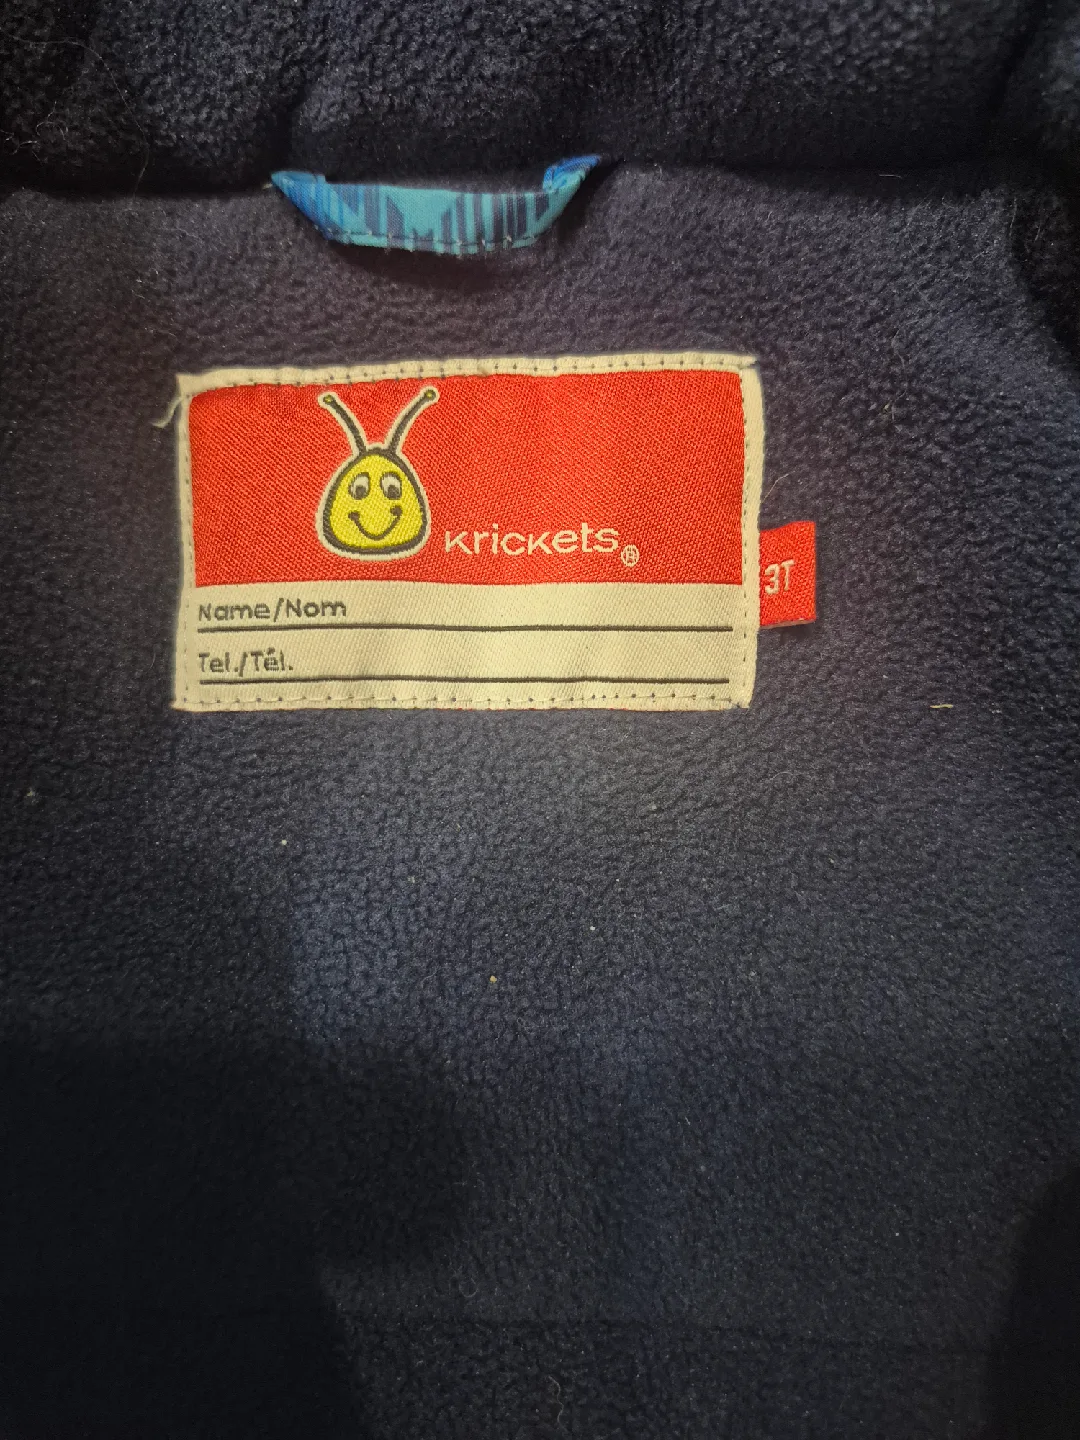 Krickets®
3T
Name/Nom
Tel./Tél.